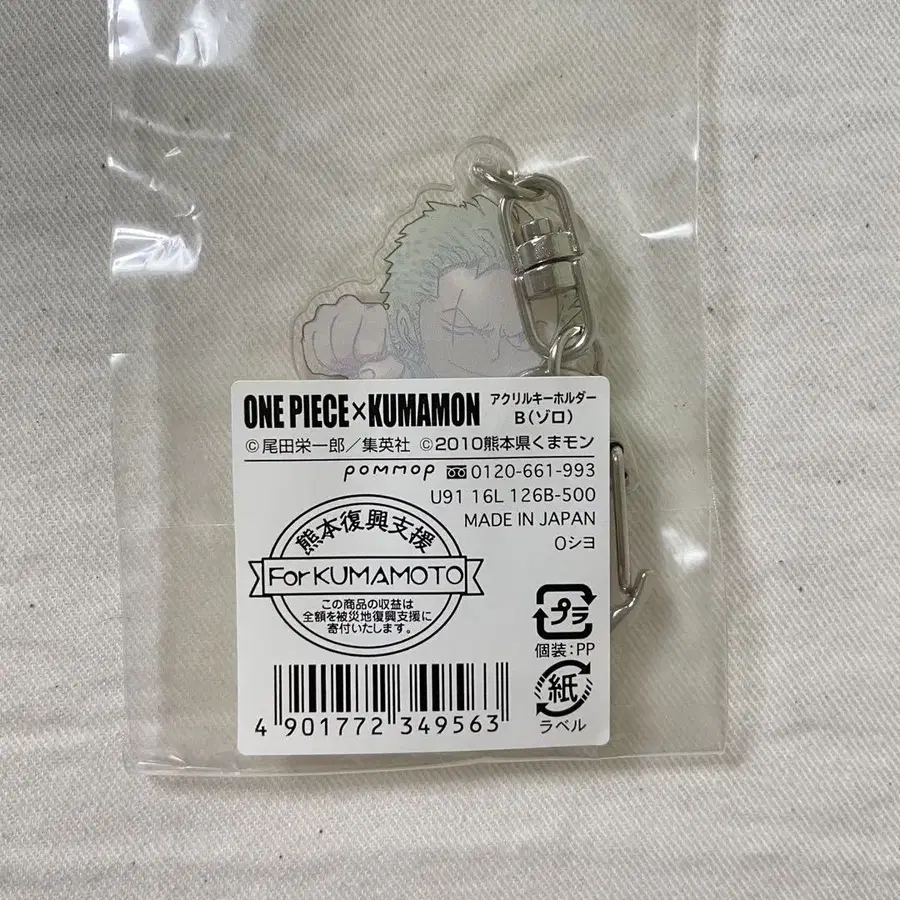 ONE PIECE×KUMAMON
アクリルキーホルダー
B(ゾロ)
©尾田栄一郎/集英社 ©2010熊本県くまモン
pommop 0120-661-993
U91 16L 126B-500
MADE IN JAPAN
0シヨ
熊本復興支援
For KUMAMOTO
この商品の収益は
全額を被災地復興支援に
寄付いたします。
プラ
個装:PP
紙
ラベル
4 901772 349563